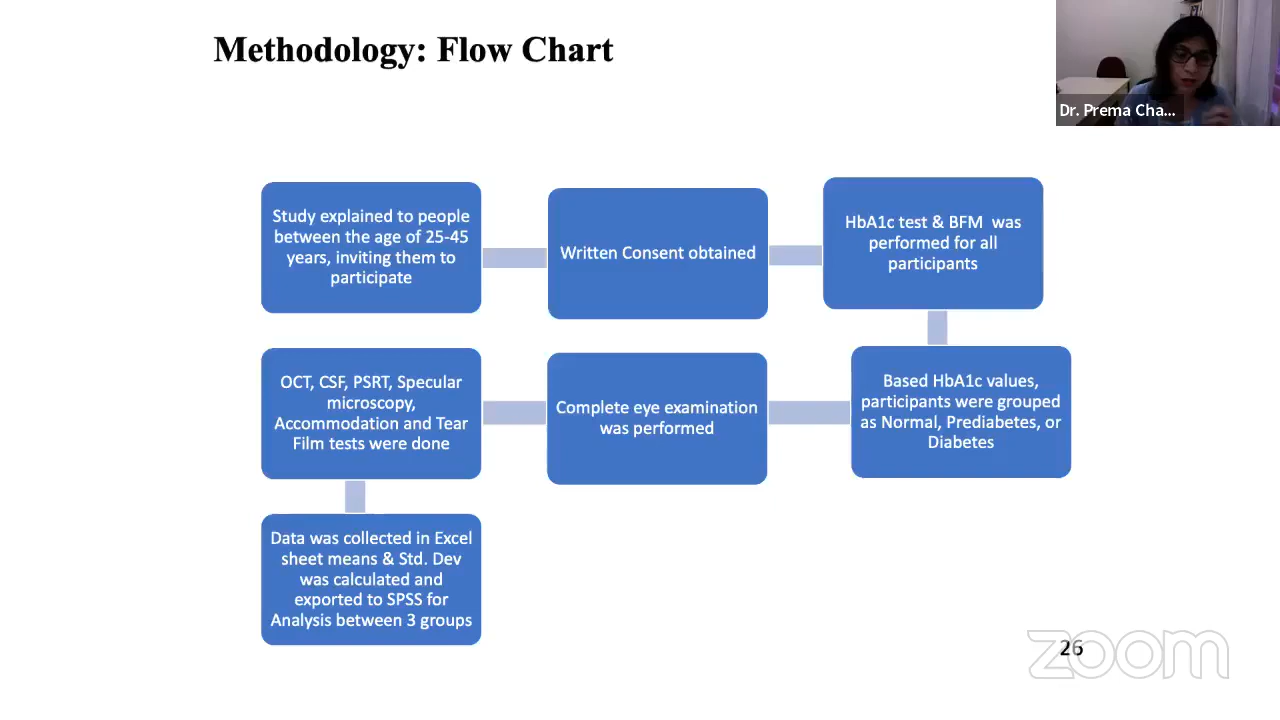 Methodology: Flow Chart
Dr. Prema Cha...
Study explained to people
between the age of 25-45
years, inviting them to
participate
Written Consent obtained
HbA1c test & BFM was
performed for all
participants
Based HbA1c values,
participants were grouped
as Normal, Prediabetes, or
Diabetes
Complete eye examination
was performed
OCT, CSF, PSRT, Specular
microscopy,
Accommodation and Tear
Film tests were done
Data was collected in Excel
sheet means & Std. Dev
was calculated and
exported to SPSS for
Analysis between 3 groups
26
zoom